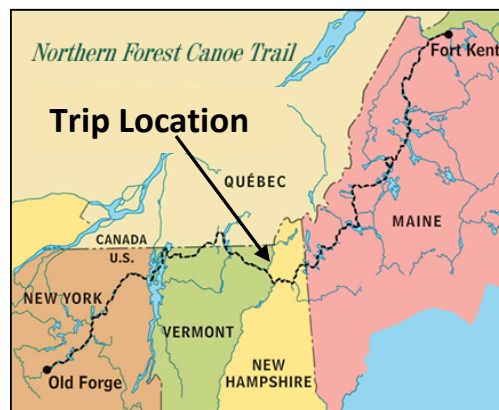 Northern Forest Canoe Trail
Fort Kent
Trip Location
QUÉBEC
MAINE
CANADA
U.S.
NEW YORK
VERMONT
NEW
HAMPSHIRE
Old Forge